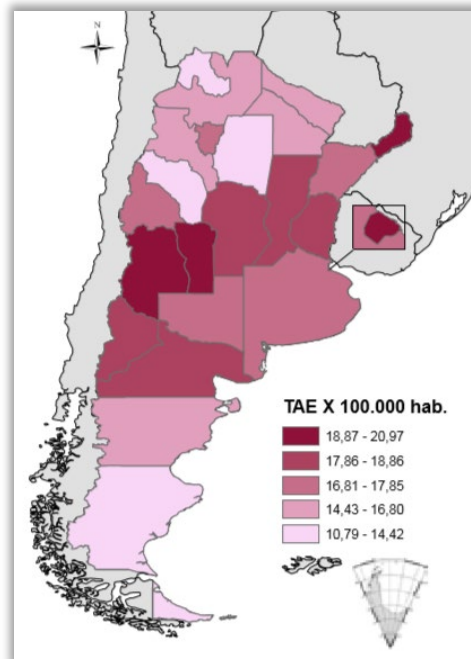 N
TAE X 100.000 hab.
18,87 - 20,97
17,86 - 18,86
16,81 - 17,85
14,43 - 16,80
10,79 - 14,42